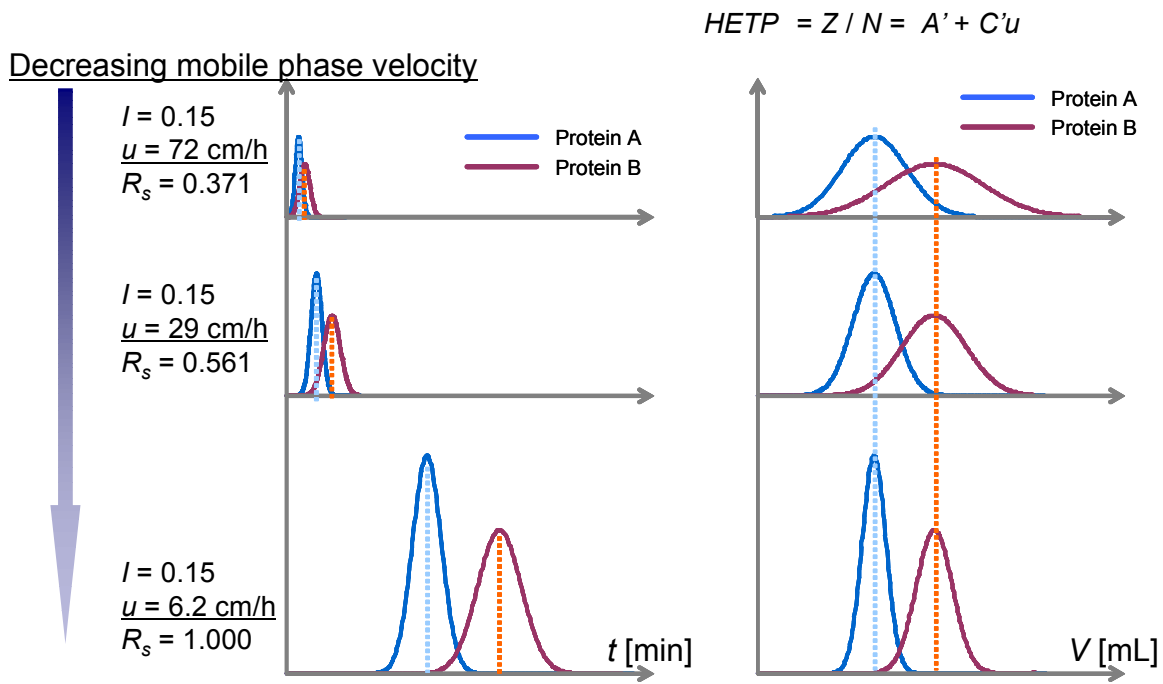 HETP = Z / N = A' + C'u
Decreasing mobile phase velocity
I = 0.15
u = 72 cm/h
Rs = 0.371
Protein A
Protein B
Protein A
Protein B
I = 0.15
u = 29 cm/h
Rs = 0.561
I = 0.15
u = 6.2 cm/h
Rs = 1.000
t [min]
V [mL]